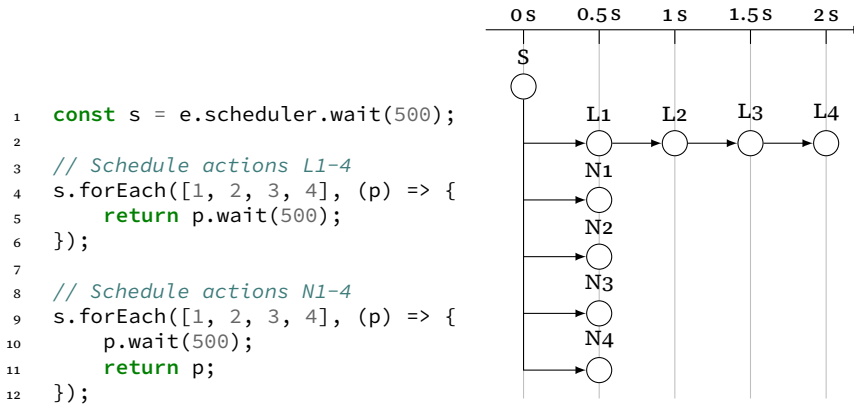 0 s 0.5 s 1 s 1.5 s 2 s
S
1 const s = e.scheduler.wait(500);
2
3 // Schedule actions L1-4
4 s.forEach([1, 2, 3, 4], (p) => {
5 return p.wait(500);
6 });
7
8 // Schedule actions N1-4
9 s.forEach([1, 2, 3, 4], (p) => {
10 p.wait(500);
11 return p;
12 });
L1 L2 L3 L4
N1
N2
N3
N4